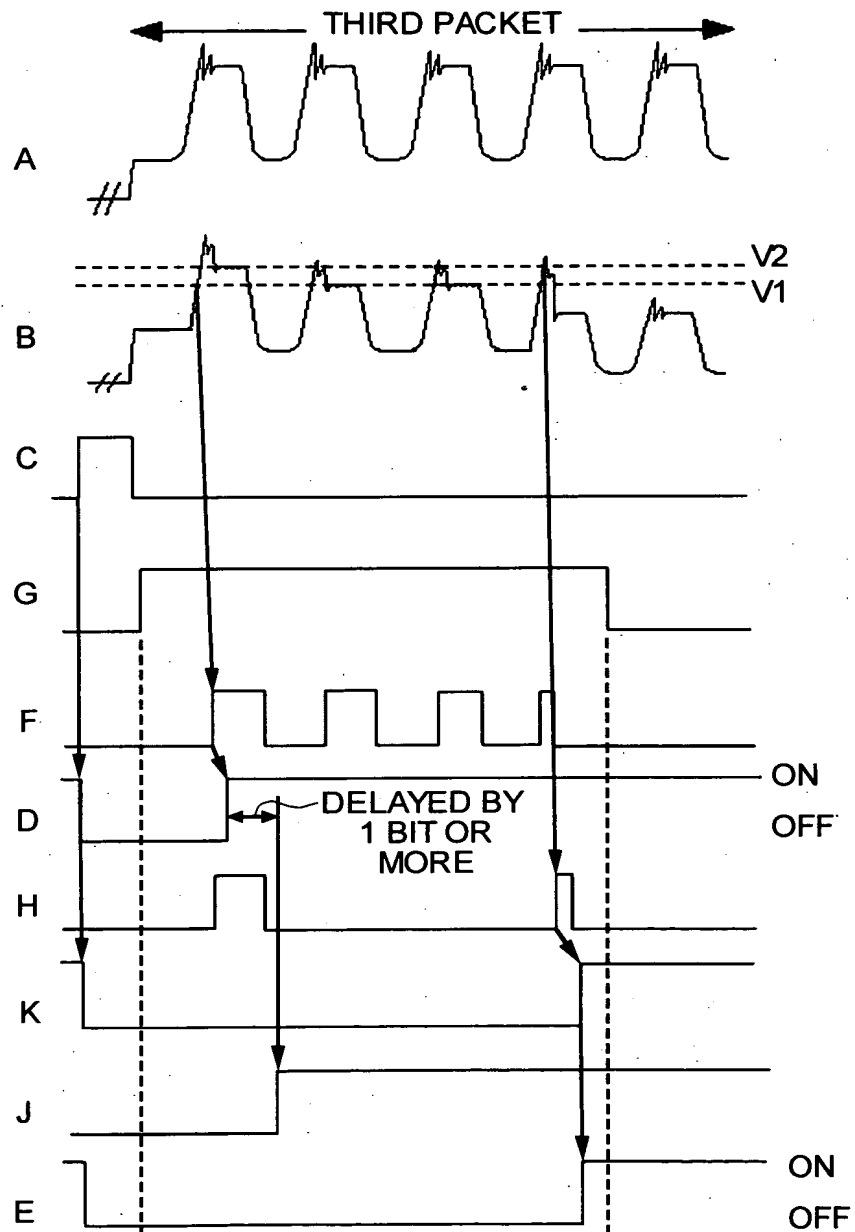 THIRD PACKET
A
V2
V1
B
C
G
F
ON
D
DELAYED BY
1 BIT OR
MORE
OFF
H
K
J
ON
E
OFF